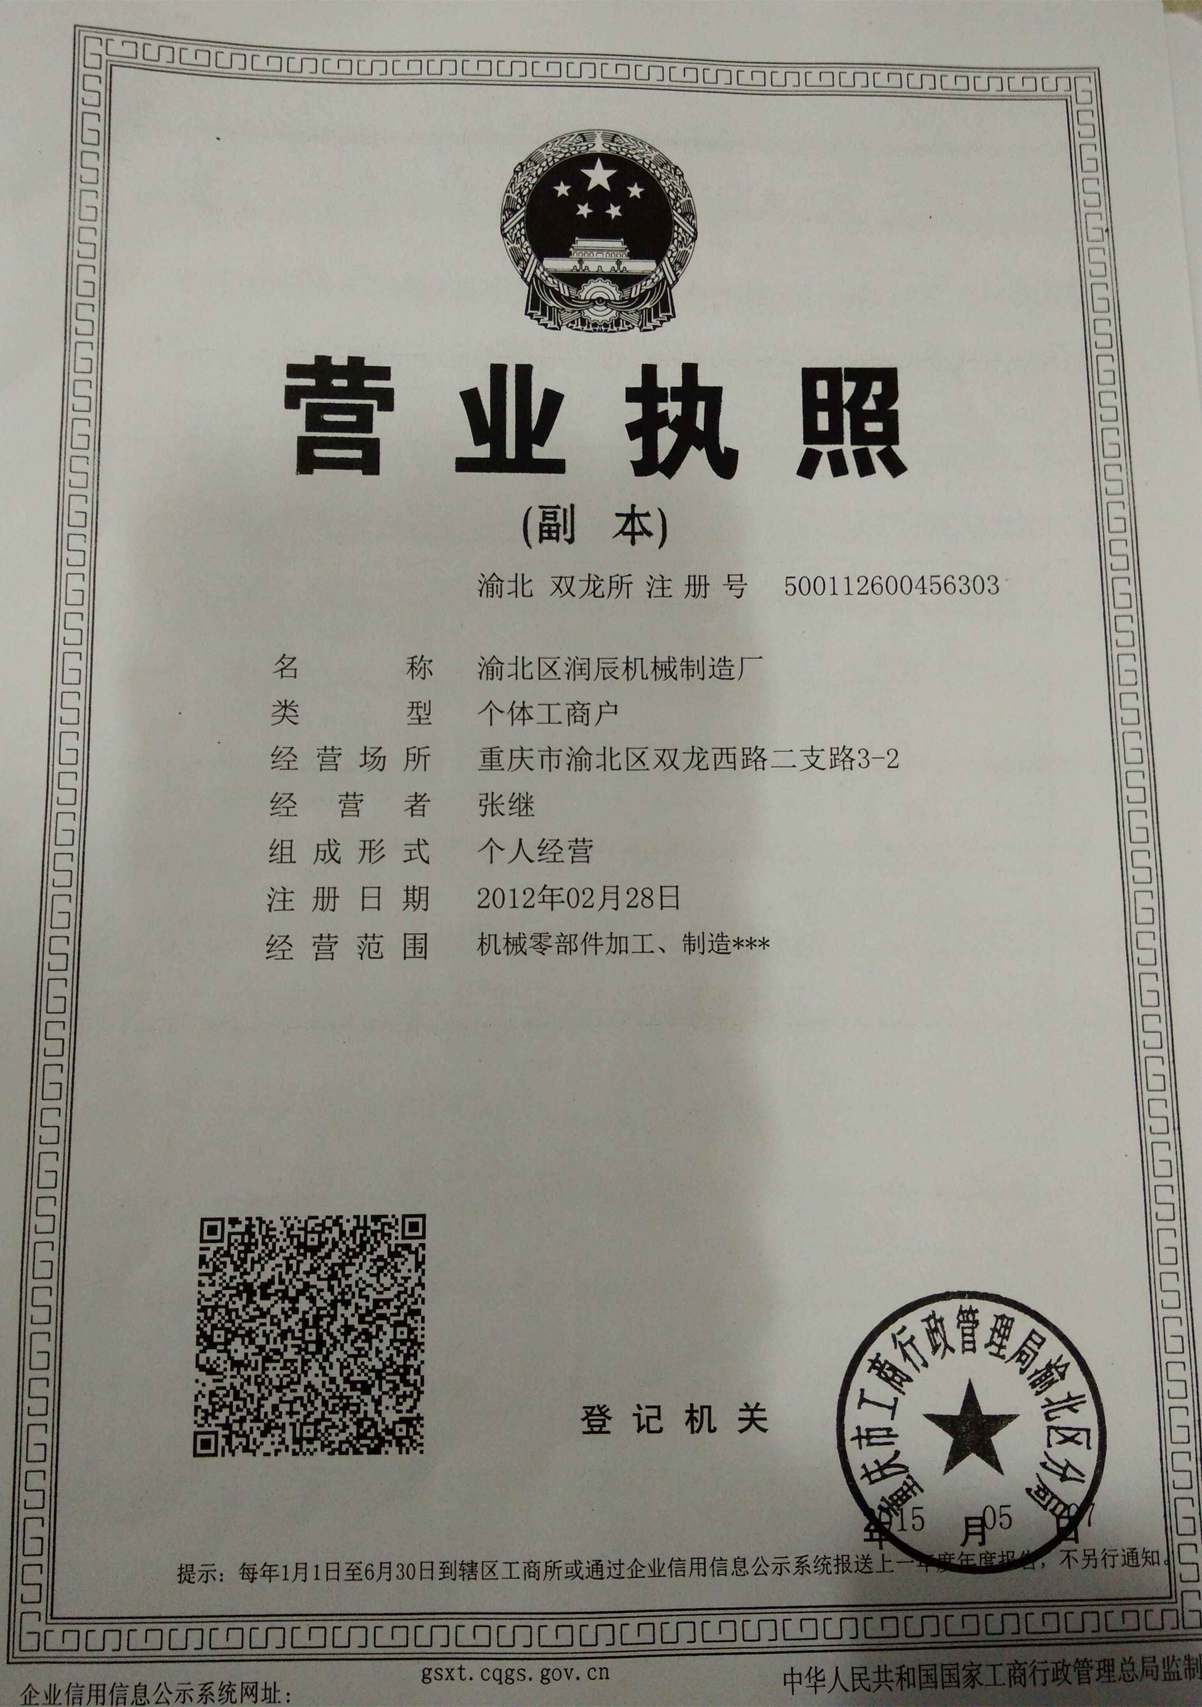 营业执照
(副 本)
渝北 双龙所 注册号 500112600456303
名称 渝北区润辰机械制造厂
类型 个体工商户
经营场所 重庆市渝北区双龙西路二支路3-2
经营者 张继
组成形式 个人经营
注册日期 2012年02月28日
经营范围 机械零部件加工、制造***
重庆市工商行政管理局渝北区分局
登记机关
2015年05月07日
提示: 每年1月1日至6月30日到辖区工商所或通过企业信用信息公示系统报送上一年度年度报告, 不另行通知。
企业信用信息公示系统网址: gsxt.cqgs.gov.cn 中华人民共和国国家工商行政管理总局监制